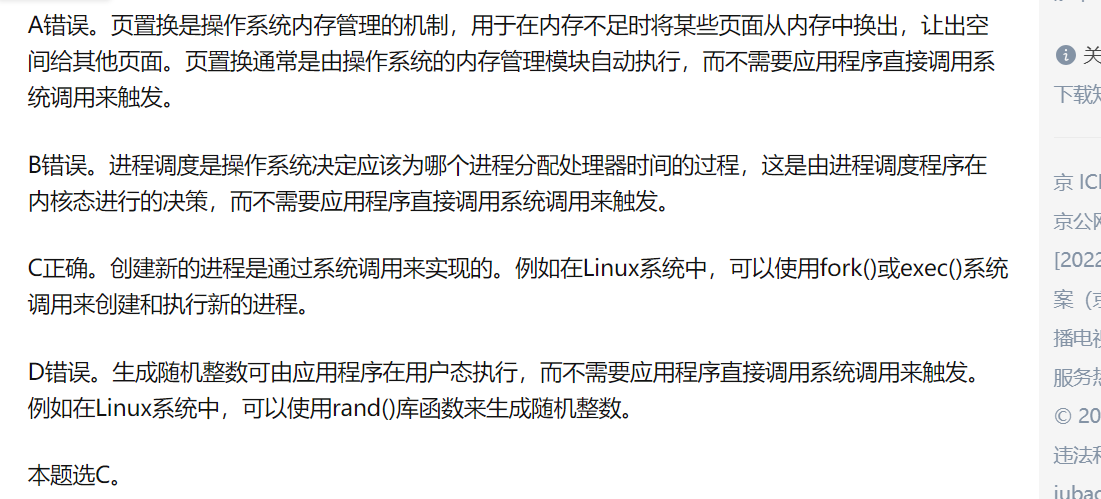 A错误。页置换是操作系统内存管理的机制，用于在内存不足时将某些页面从内存中换出，让出空
间给其他页面。页置换通常是由操作系统的内存管理模块自动执行，而不需要应用程序直接调用系
统调用来触发。
B错误。进程调度是操作系统决定应该为哪个进程分配处理器时间的过程，这是由进程调度程序在
内核态进行的决策，而不需要应用程序直接调用系统调用来触发。
C正确。创建新的进程是通过系统调用来实现的。例如在Linux系统中，可以使用fork()或exec()系统
调用来创建和执行新的进程。
D错误。生成随机整数可由应用程序在用户态执行，而不需要应用程序直接调用系统调用来触发。
例如在Linux系统中，可以使用rand()库函数来生成随机整数。
本题选C。
关
下载
京 IC
京公
[2022
案（
播电
服务
© 20
违法